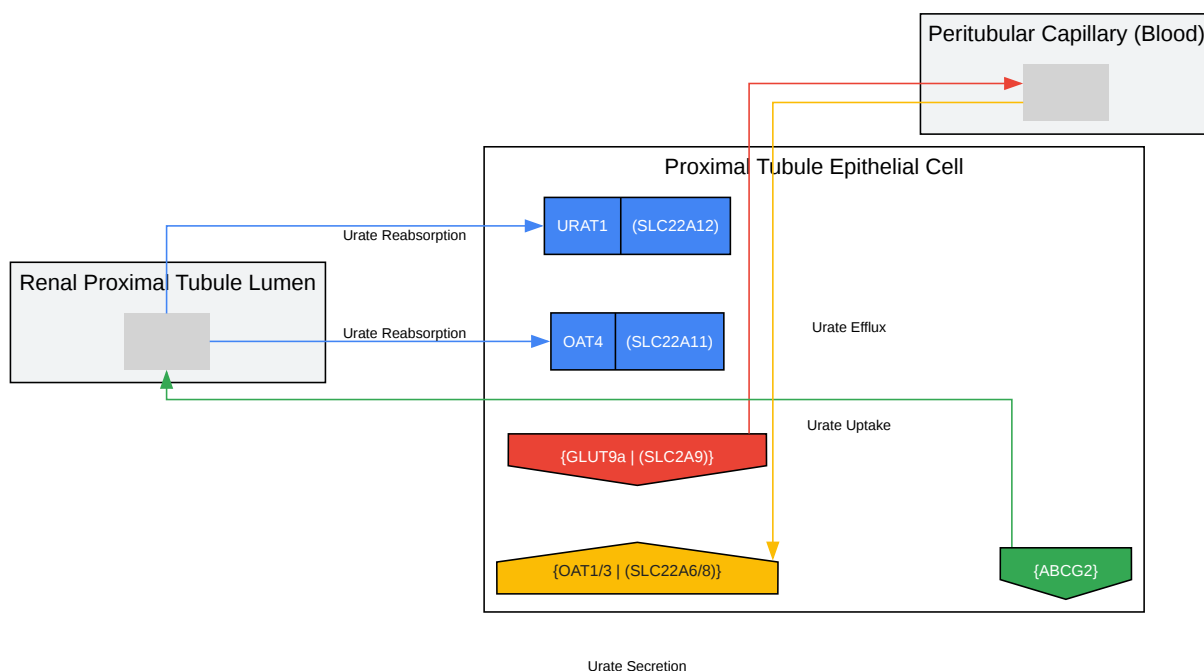 Peritubular Capillary (Blood)
Proximal Tubule Epithelial Cell
URAT1 (SLC22A12)
Urate Reabsorption
Renal Proximal Tubule Lumen
Urate Efflux
Urate Reabsorption
OAT4 (SLC22A11)
Urate Uptake
{GLUT9a | (SLC2A9)}
{OAT1/3 | (SLC22A6/8)}
{ABCG2}
Urate Secretion